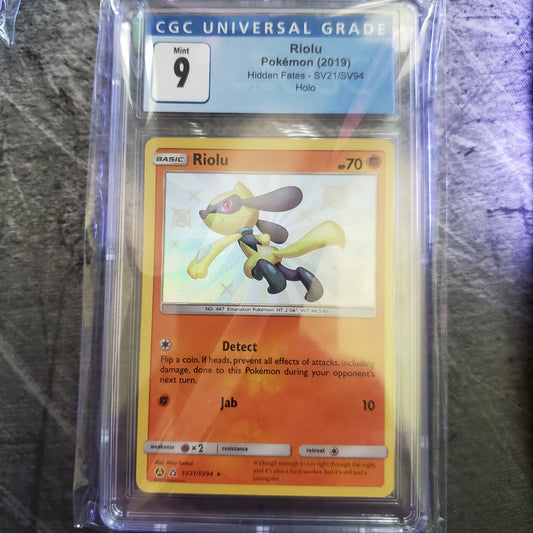 CGC UNIVERSAL GRADE
Mint
9
Riolu
Pokémon (2019)
Hidden Fates - SV21/SV94
Holo
BASIC Riolu HP70
NO. 447 Emanation Pokémon HT: 2'04" WT: 44.5 lbs.
Detect
Flip a coin. If heads, prevent all effects of attacks, including
damage, done to this Pokémon during your opponent's
next turn.
Jab 10
weakness ×2 resistance retreat
Illus.
SV21/SV94 ★
It's tough enough to run right through the night,
and it's also a hard worker, but it's still just a
youngster.